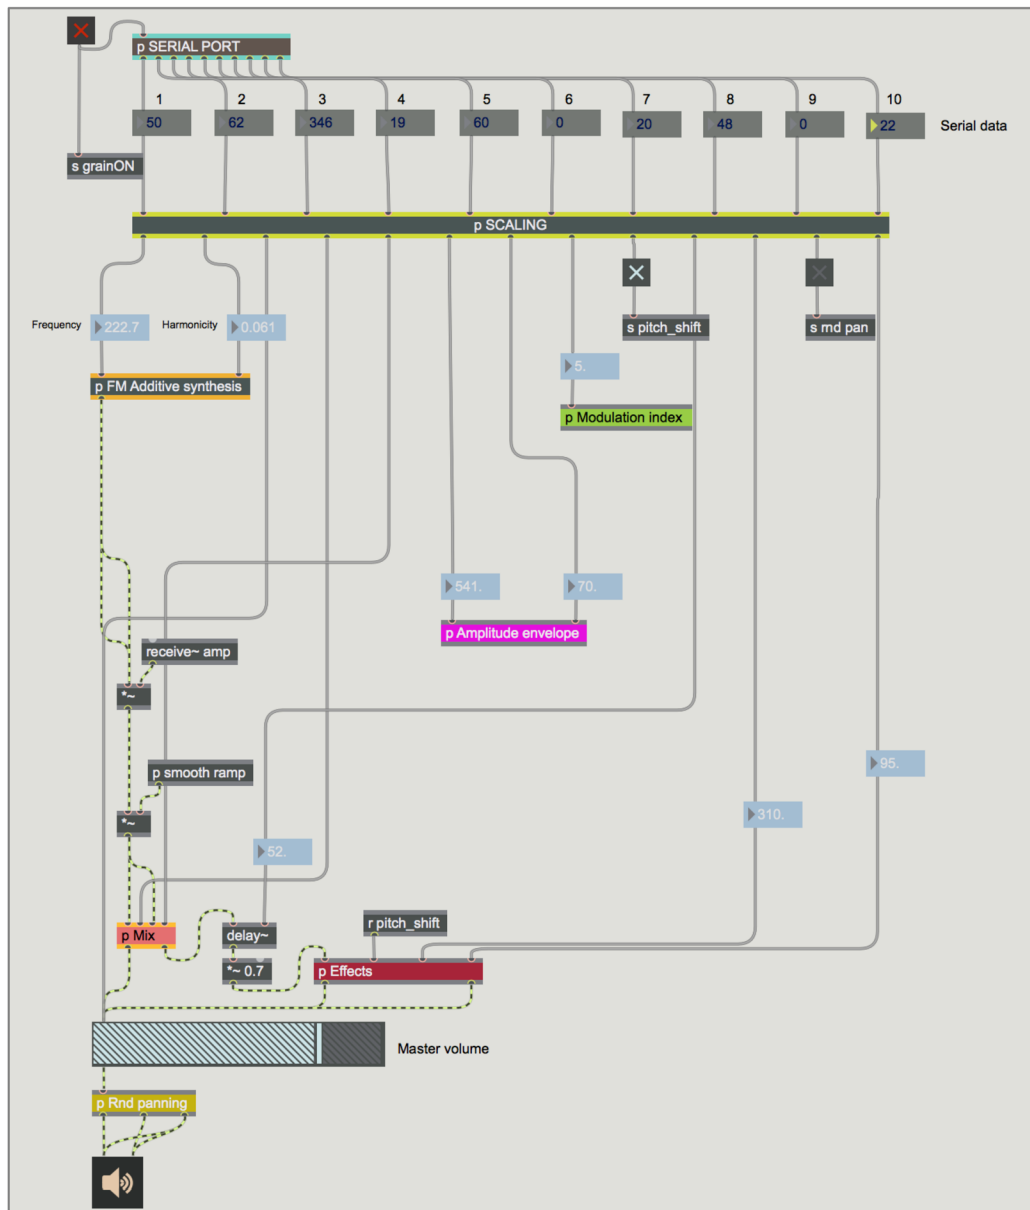 p SERIAL PORT
1 2 3 4 5 6 7 8 9 10
50 62 346 19 60 0 20 48 0 22 Serial data
s grainON
p SCALING
Frequency 222.7 Harmonicity 0.061
s pitch_shift
s rnd pan
5.
p FM Additive synthesis
p Modulation index
541. 70.
p Amplitude envelope
receive~ amp
*~
p smooth ramp
95.
*~
310.
52.
r pitch_shift
p Mix
delay~
*~ 0.7
p Effects
Master volume
p Rnd panning